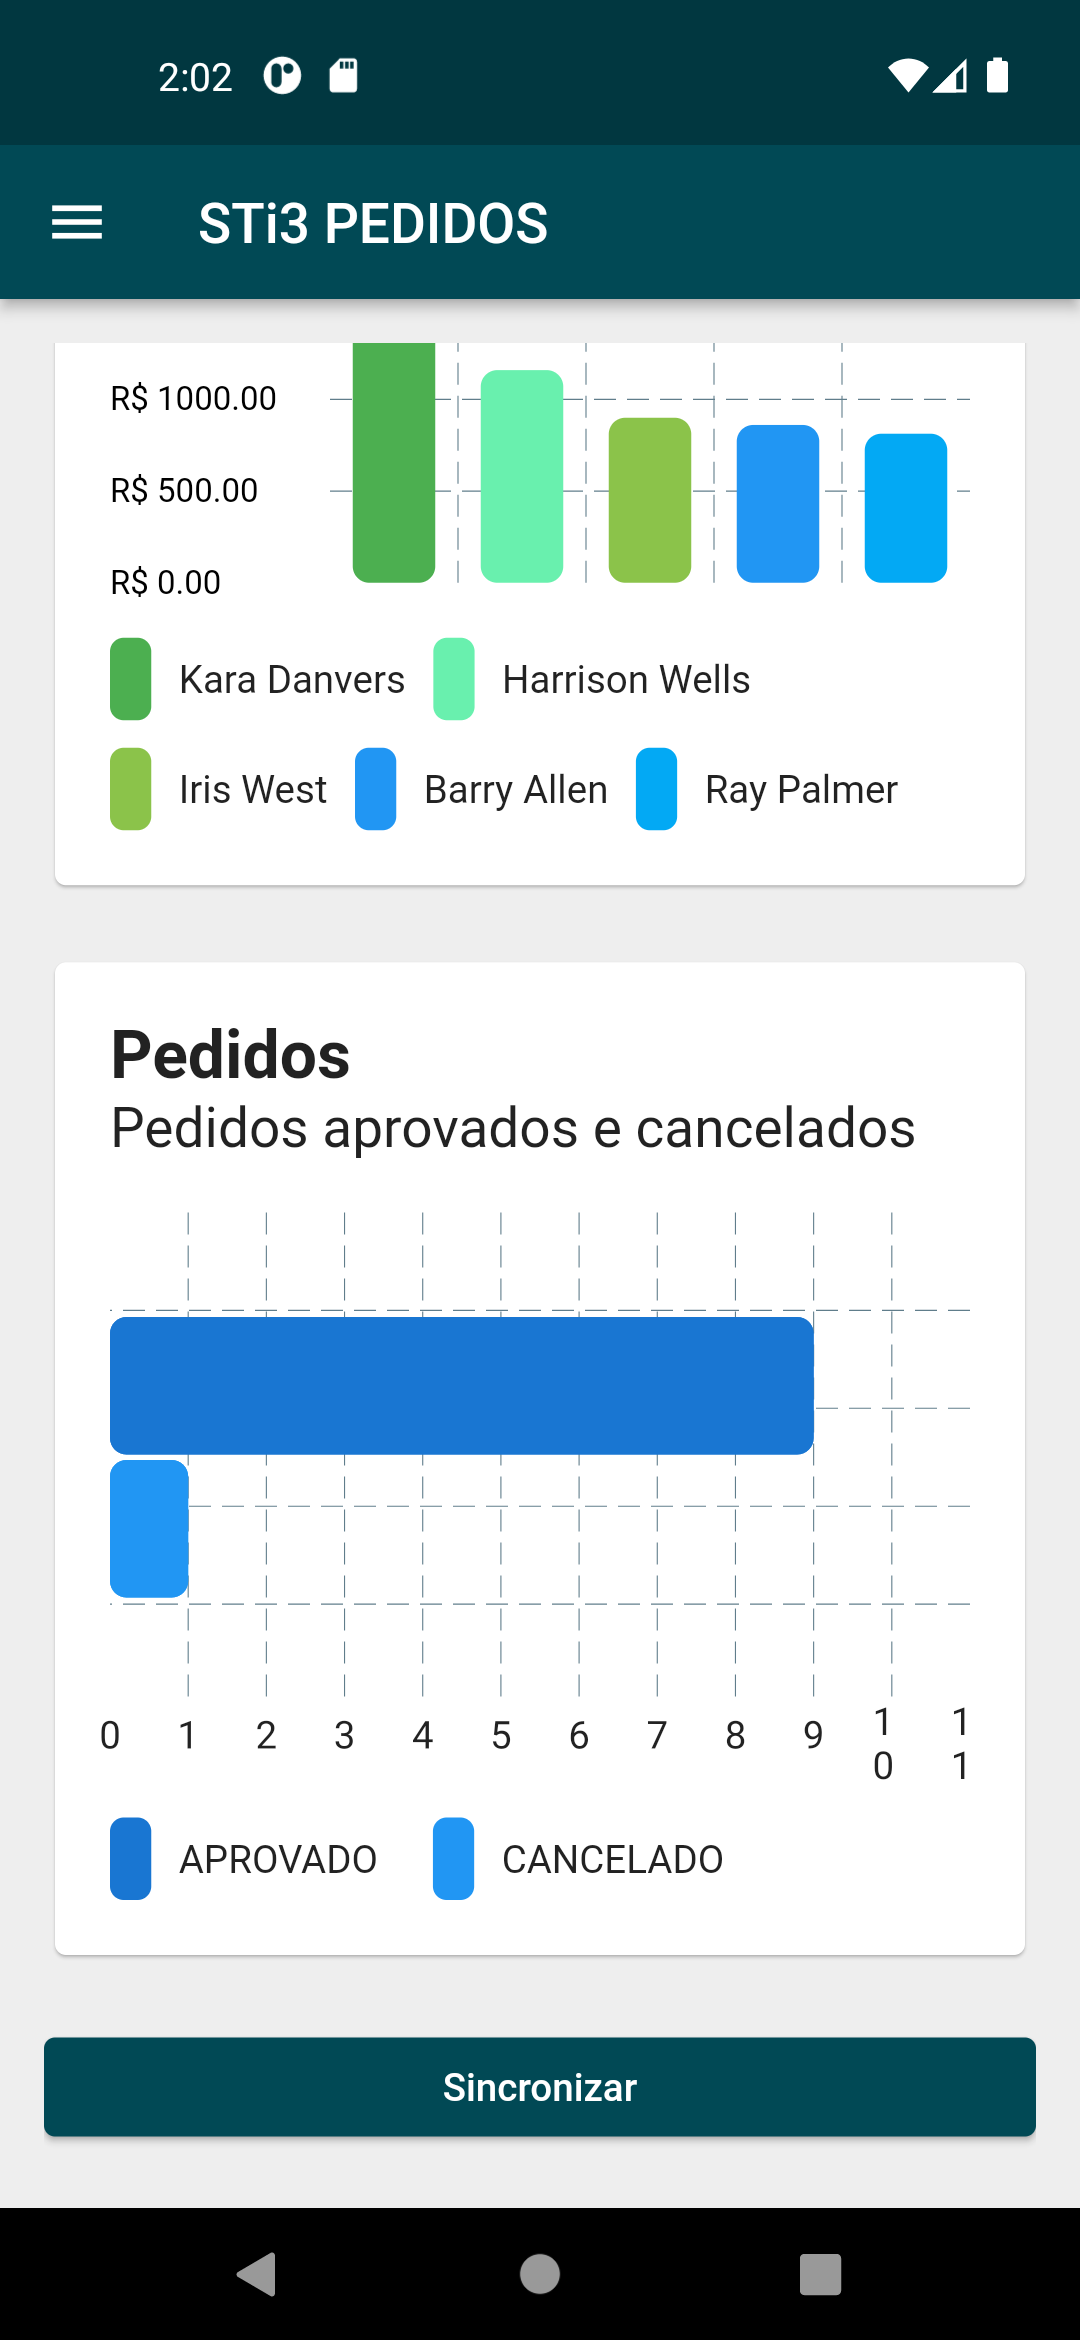 2:02
STi3 PEDIDOS
R$ 1000.00
R$ 500.00
R$ 0.00
Kara Danvers Harrison Wells
Iris West Barry Allen Ray Palmer
Pedidos
Pedidos aprovados e cancelados
0 1 2 3 4 5 6 7 8 9 10 11
APROVADO CANCELADO
Sincronizar